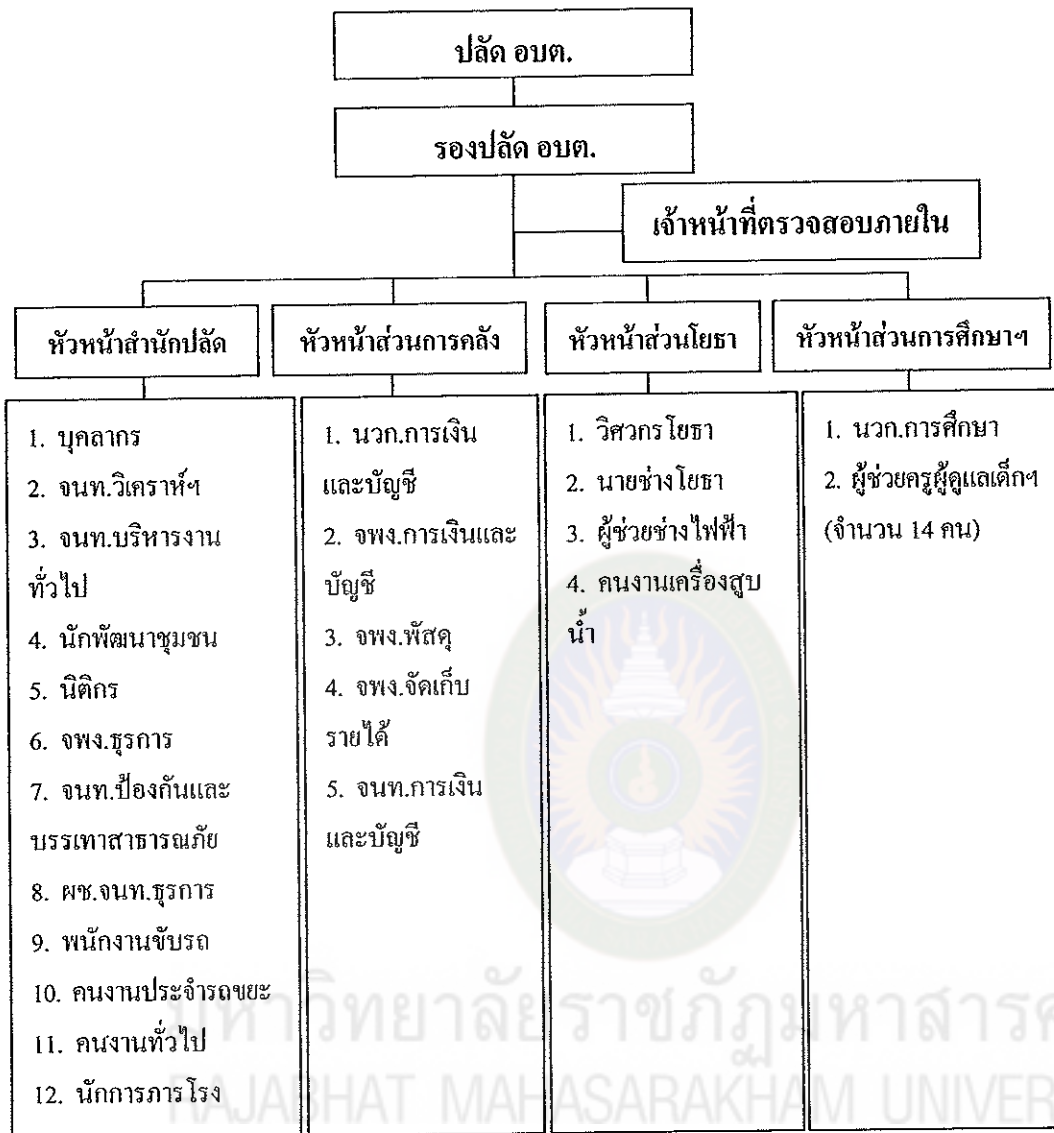 ปลัด อบต.
รองปลัด อบต.
เจ้าหน้าที่ตรวจสอบภายใน
หัวหน้าสำนักปลัด
หัวหน้าส่วนการคลัง
หัวหน้าส่วนโยธา
หัวหน้าส่วนการศึกษาฯ
1. บุคลากร
2. จนท.วิเคราะห์ฯ
3. จนท.บริหารงาน
ทั่วไป
4. นักพัฒนาชุมชน
5. นิติกร
6. จพง.ธุรการ
7. จนท.ป้องกันและ
บรรเทาสาธารณภัย
8. ผช.จนท.ธุรการ
9. พนักงานขับรถ
10. คนงานประจำรถขยะ
11. คนงานทั่วไป
12. นักการภารโรง
1. นวก.การเงิน
และบัญชี
2. จพง.การเงินและ
บัญชี
3. จพง.พัสดุ
4. จพง.จัดเก็บ
รายได้
5. จนท.การเงิน
และบัญชี
1. วิศวกรโยธา
2. นายช่างโยธา
3. ผู้ช่วยช่างไฟฟ้า
4. คนงานเครื่องสูบ
น้ำ
1. นวก.การศึกษา
2. ผู้ช่วยครูผู้ดูแลเด็กฯ
(จำนวน 14 คน)
มหาวิทยาลัยราชภัฏมหาสารค
RAJABHAT MAHASARAKHAM UNIVER